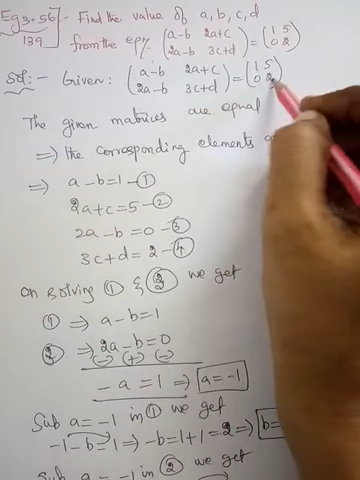 Eg 3.56 :- Find the value of a, b, c, d
139 from the eqn. (a-b 2a+c
2a-b 3c+d) = (1 5
0 2)
Sol:- Given: (a-b 2a+c
2a-b 3c+d) = (1 5
0 2)
The given matrices are equal
⇒ the corresponding elements
⇒ a-b=1 -①
2a+c=5 -②
2a-b=0 -③
3c+d=2 -④
on solving ① & ③ we get
① ⇒ a-b=1
② ⇒ 2a-b=0
(-) (+) (-)
-a=1 ⇒ a=-1
Sub a=-1 in ① we get
-1-b=1 ⇒ -b=1+1=2 ⇒ b=
Sub a=-1 in ② we get